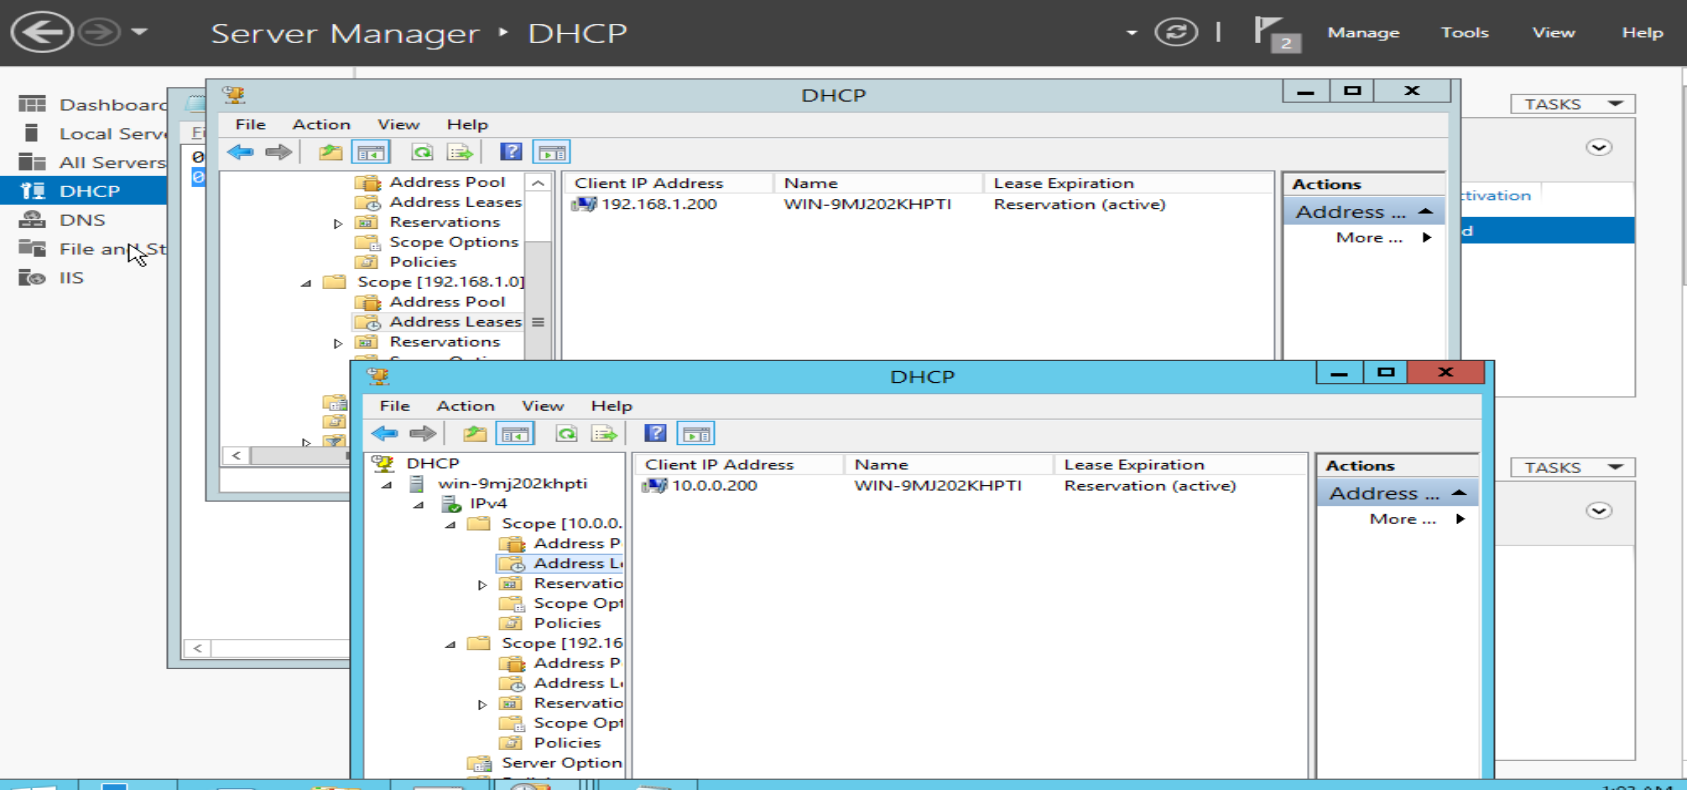 Server Manager ‣ DHCP
2
Manage Tools View Help
Dashboard
Local Serv
All Servers
DHCP
DNS
File and St
IIS
TASKS
ctivation
d
TASKS
DHCP
File Action View Help
Address Pool
Address Leases
Reservations
Scope Options
Policies
Scope [192.168.1.0]
Address Pool
Address Leases
Reservations
Client IP Address Name Lease Expiration
192.168.1.200 WIN-9MJ202KHPTI Reservation (active)
Actions
Address ...
More ...
DHCP
File Action View Help
DHCP
win-9mj202khpti
IPv4
Scope [10.0.0.
Address P
Address L
Reservatio
Scope Opt
Policies
Scope [192.16
Address P
Address L
Reservatio
Scope Opt
Policies
Server Option
Client IP Address Name Lease Expiration
10.0.0.200 WIN-9MJ202KHPTI Reservation (active)
Actions
Address ...
More ...